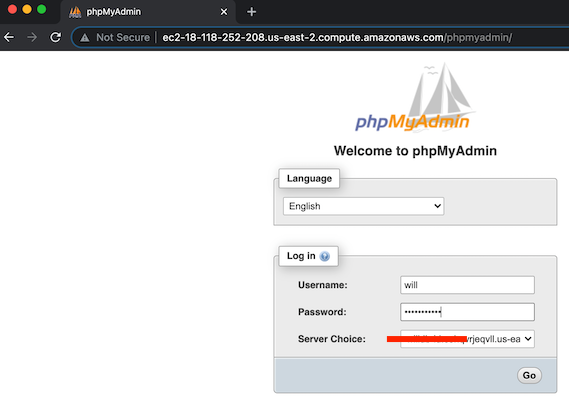 phpMyAdmin
Not Secure | ec2-18-118-252-208.us-east-2.compute.amazonaws.com/phpmyadmin/
phpMyAdmin
Welcome to phpMyAdmin
Language
English
Log in
Username:
will
Password:
•••••••••••
Server Choice:
rjeqvll.us-ea
Go